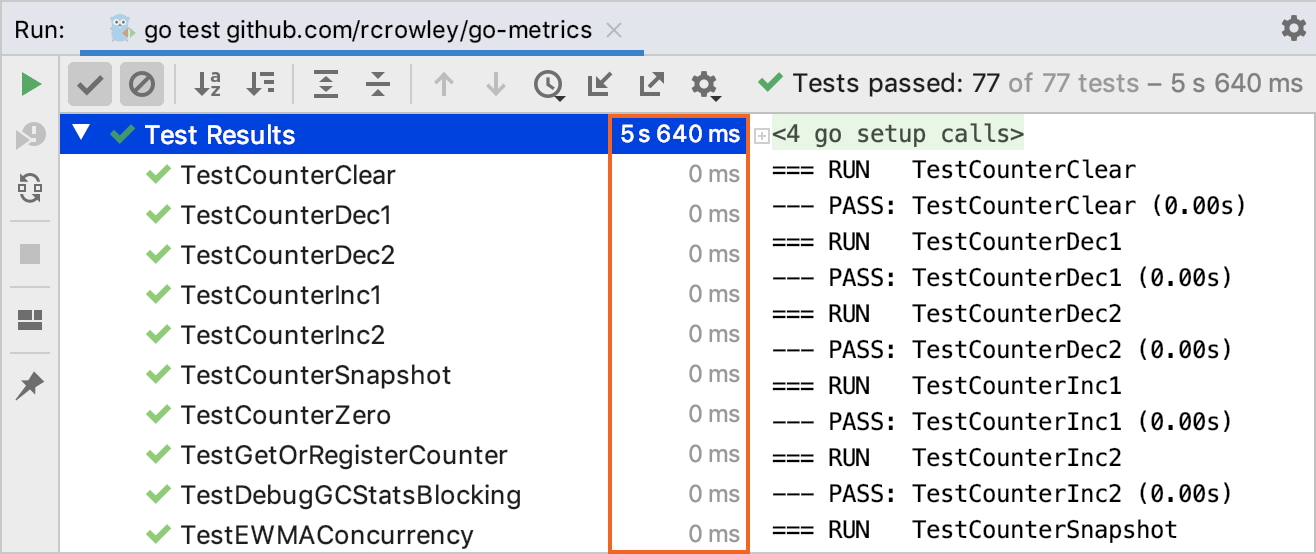 Run: go test github.com/rcrowley/go-metrics
Tests passed: 77 of 77 tests – 5 s 640 ms
Test Results 5 s 640 ms
TestCounterClear 0 ms
TestCounterDec1 0 ms
TestCounterDec2 0 ms
TestCounterInc1 0 ms
TestCounterInc2 0 ms
TestCounterSnapshot 0 ms
TestCounterZero 0 ms
TestGetOrRegisterCounter 0 ms
TestDebugGCStatsBlocking 0 ms
TestEWMAConcurrency 0 ms
<4 go setup calls>
=== RUN   TestCounterClear
--- PASS: TestCounterClear (0.00s)
=== RUN   TestCounterDec1
--- PASS: TestCounterDec1 (0.00s)
=== RUN   TestCounterDec2
--- PASS: TestCounterDec2 (0.00s)
=== RUN   TestCounterInc1
--- PASS: TestCounterInc1 (0.00s)
=== RUN   TestCounterInc2
--- PASS: TestCounterInc2 (0.00s)
=== RUN   TestCounterSnapshot